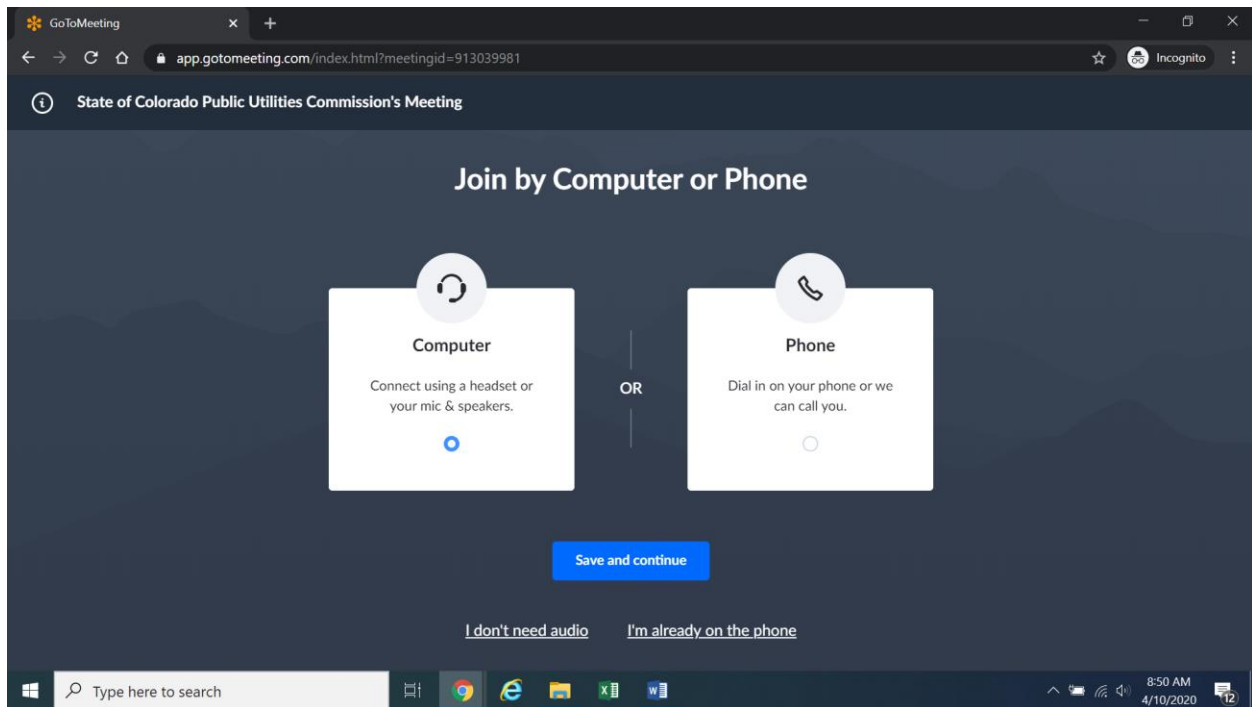 GoToMeeting
app.gotomeeting.com/index.html?meetingid=913039981
Incognito
State of Colorado Public Utilities Commission's Meeting
Join by Computer or Phone
Computer
Connect using a headset or
your mic & speakers.
OR
Phone
Dial in on your phone or we
can call you.
Save and continue
I don't need audio
I'm already on the phone
Type here to search
8:50 AM
4/10/2020
12